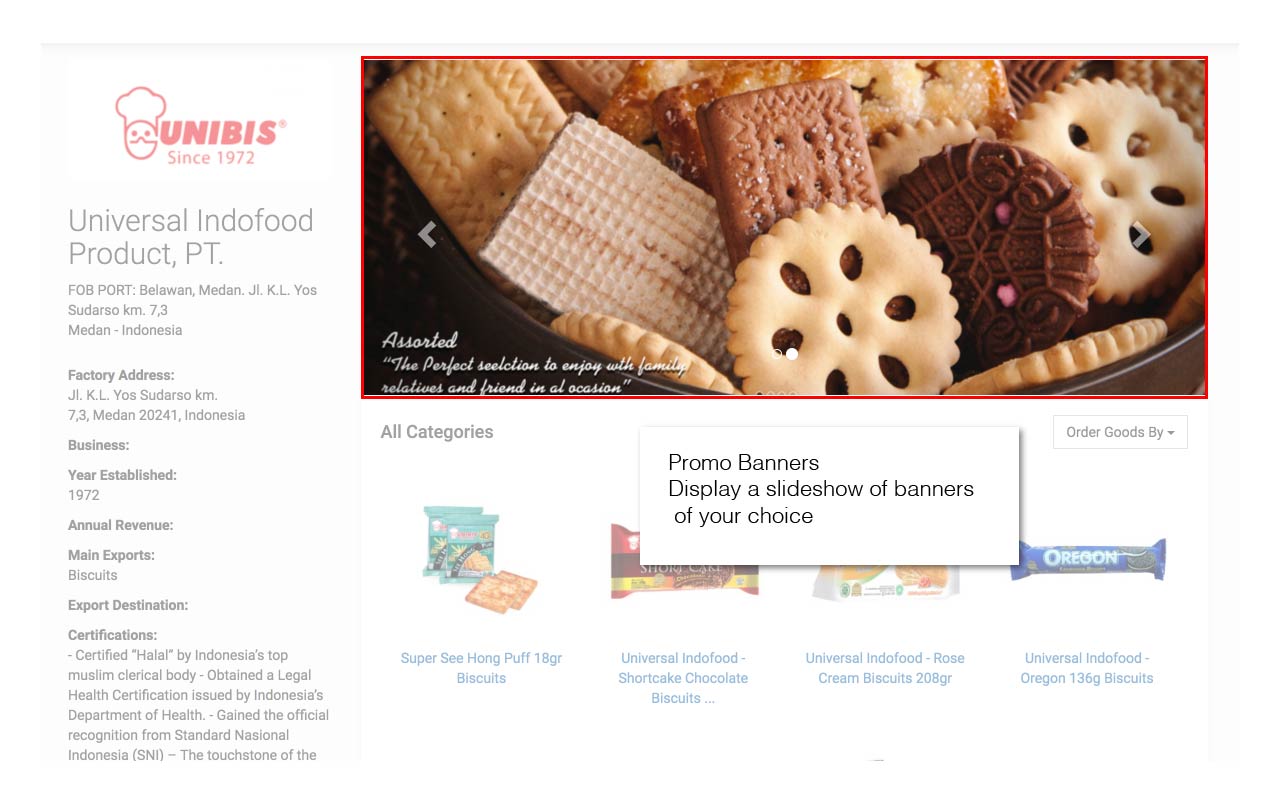 UNIBIS®
Since 1972
Universal Indofood
Product, PT.
FOB PORT: Belawan, Medan. Jl. K.L. Yos
Sudarso km. 7,3
Medan - Indonesia
Factory Address:
Jl. K.L. Yos Sudarso km.
7,3, Medan 20241, Indonesia
Business:
Year Established:
1972
Annual Revenue:
Main Exports:
Biscuits
Export Destination:
Certifications:
- Certified “Halal” by Indonesia’s top
muslim clerical body - Obtained a Legal
Health Certification issued by Indonesia’s
Department of Health. - Gained the official
recognition from Standard Nasional
Indonesia (SNI) – The touchstone of the
Assorted
“The Perfect seelction to enjoy wth family,
relatives and friend in al ocasion”
All Categories
Order Goods By
Promo Banners
Display a slideshow of banners
of your choice
UNIBIS
SHORT CAKE
OREGON
Super See Hong Puff 18gr
Biscuits
Universal Indofood -
Shortcake Chocolate
Biscuits ...
Universal Indofood - Rose
Cream Biscuits 208gr
Universal Indofood -
Oregon 136g Biscuits